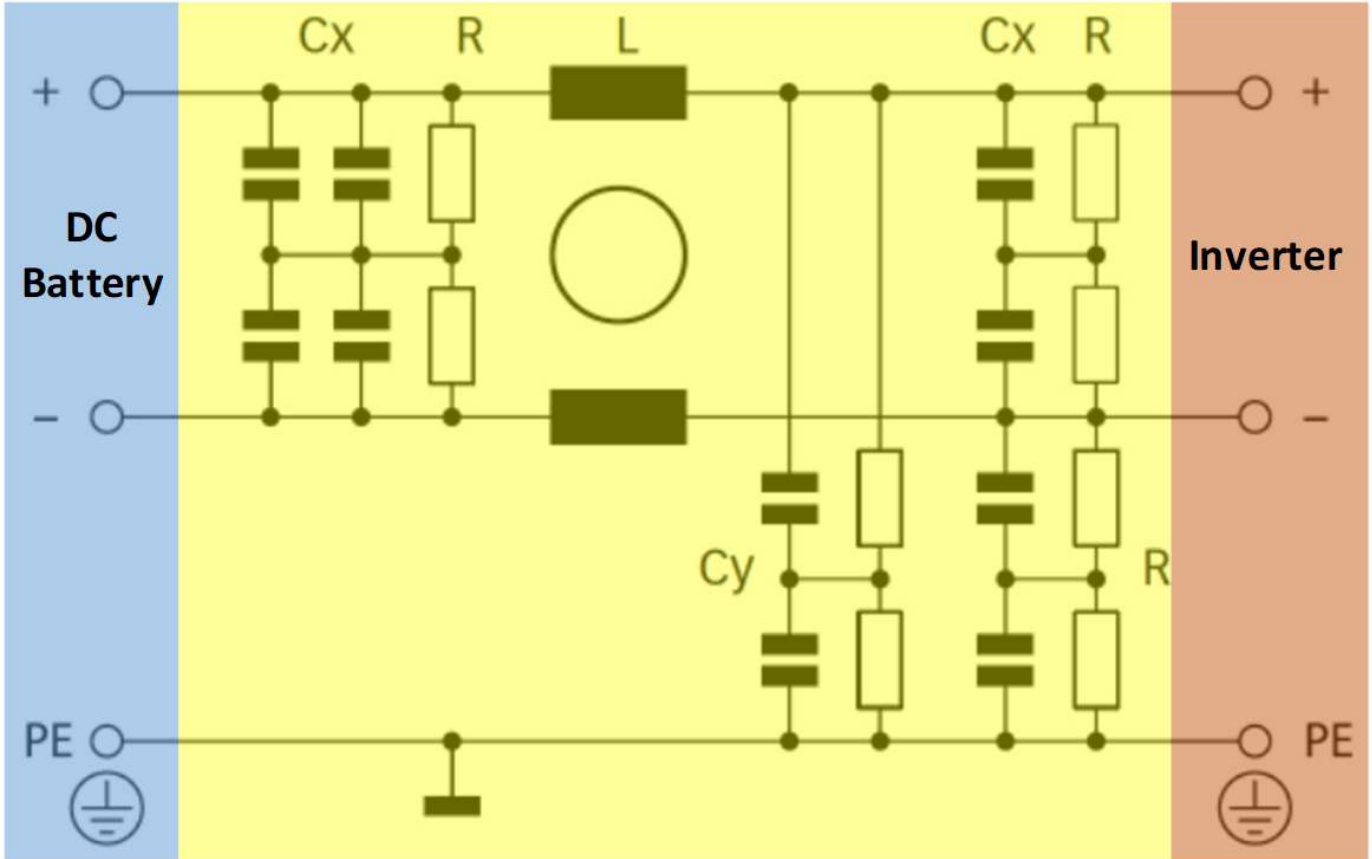 Cx R L Cx R
+ +
DC
Battery
Inverter
− −
Cy R
PE PE